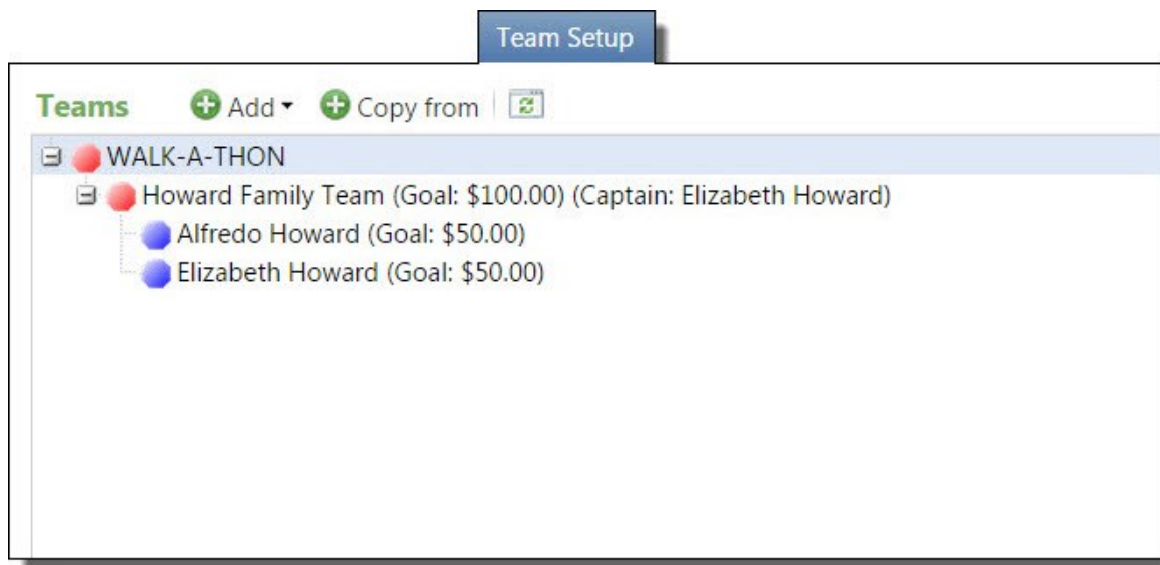 Team Setup
Teams Add Copy from
WALK-A-THON
Howard Family Team (Goal: $100.00) (Captain: Elizabeth Howard)
Alfredo Howard (Goal: $50.00)
Elizabeth Howard (Goal: $50.00)